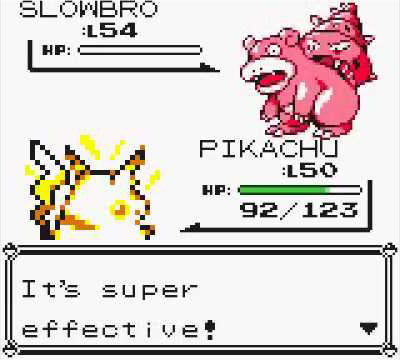 SLOWBRO
:L54
HP:
PIKACHU
:L50
HP:
92/123
It's super
effective!